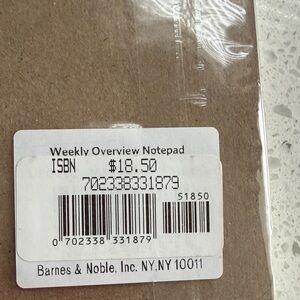 Weekly Overview Notepad
ISBN $18.50
702338331879
51850
0 702338 331879
Barnes & Noble, Inc. NY,NY 10011